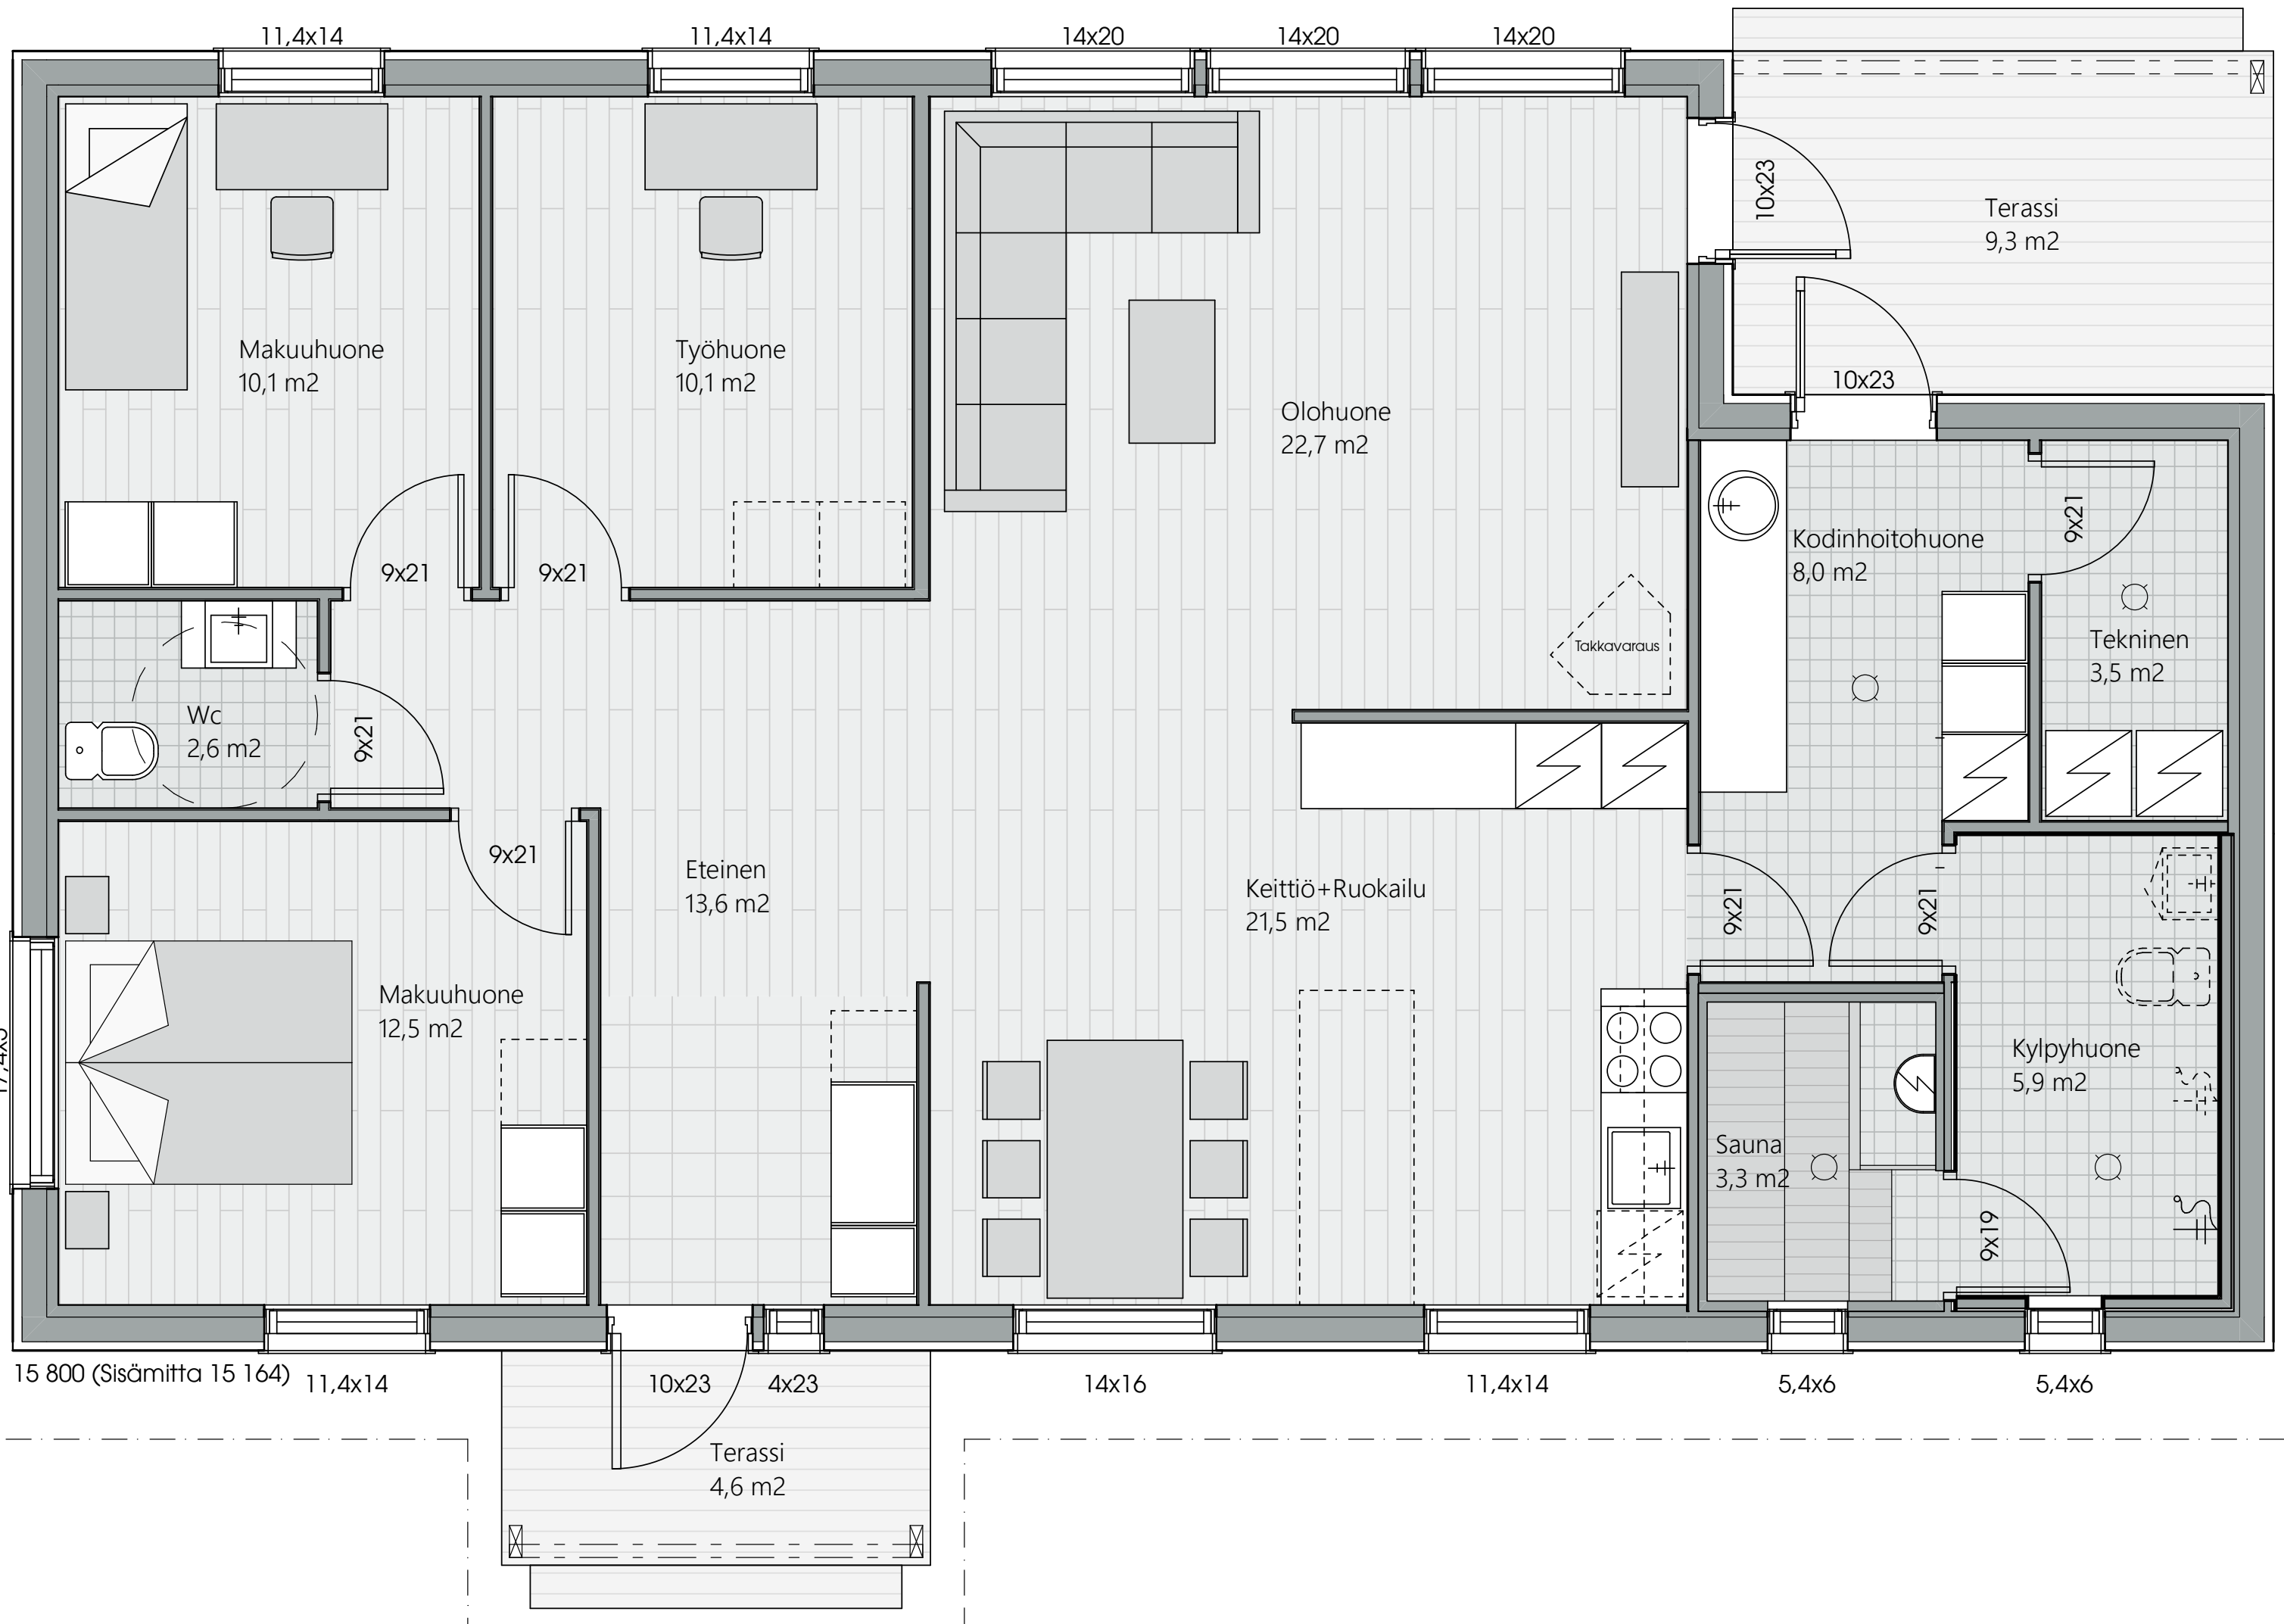 11,4x14
11,4x14
14x20
14x20
14x20
10x23
Terassi
9,3 m2
10x23
Makuuhuone
10,1 m2
Työhuone
10,1 m2
Olohuone
22,7 m2
9x21
9x21
Kodinhoitohuone
8,0 m2
9x21
Tekninen
3,5 m2
Takkavaraus
Wc
2,6 m2
9x21
9x21
Eteinen
13,6 m2
Keittiö+Ruokailu
21,5 m2
9x21
9x21
Makuuhuone
12,5 m2
Kylpyhuone
5,9 m2
Sauna
3,3 m2
9x19
15 800 (Sisämitta 15 164)
11,4x14
10x23
4x23
14x16
11,4x14
5,4x6
5,4x6
Terassi
4,6 m2